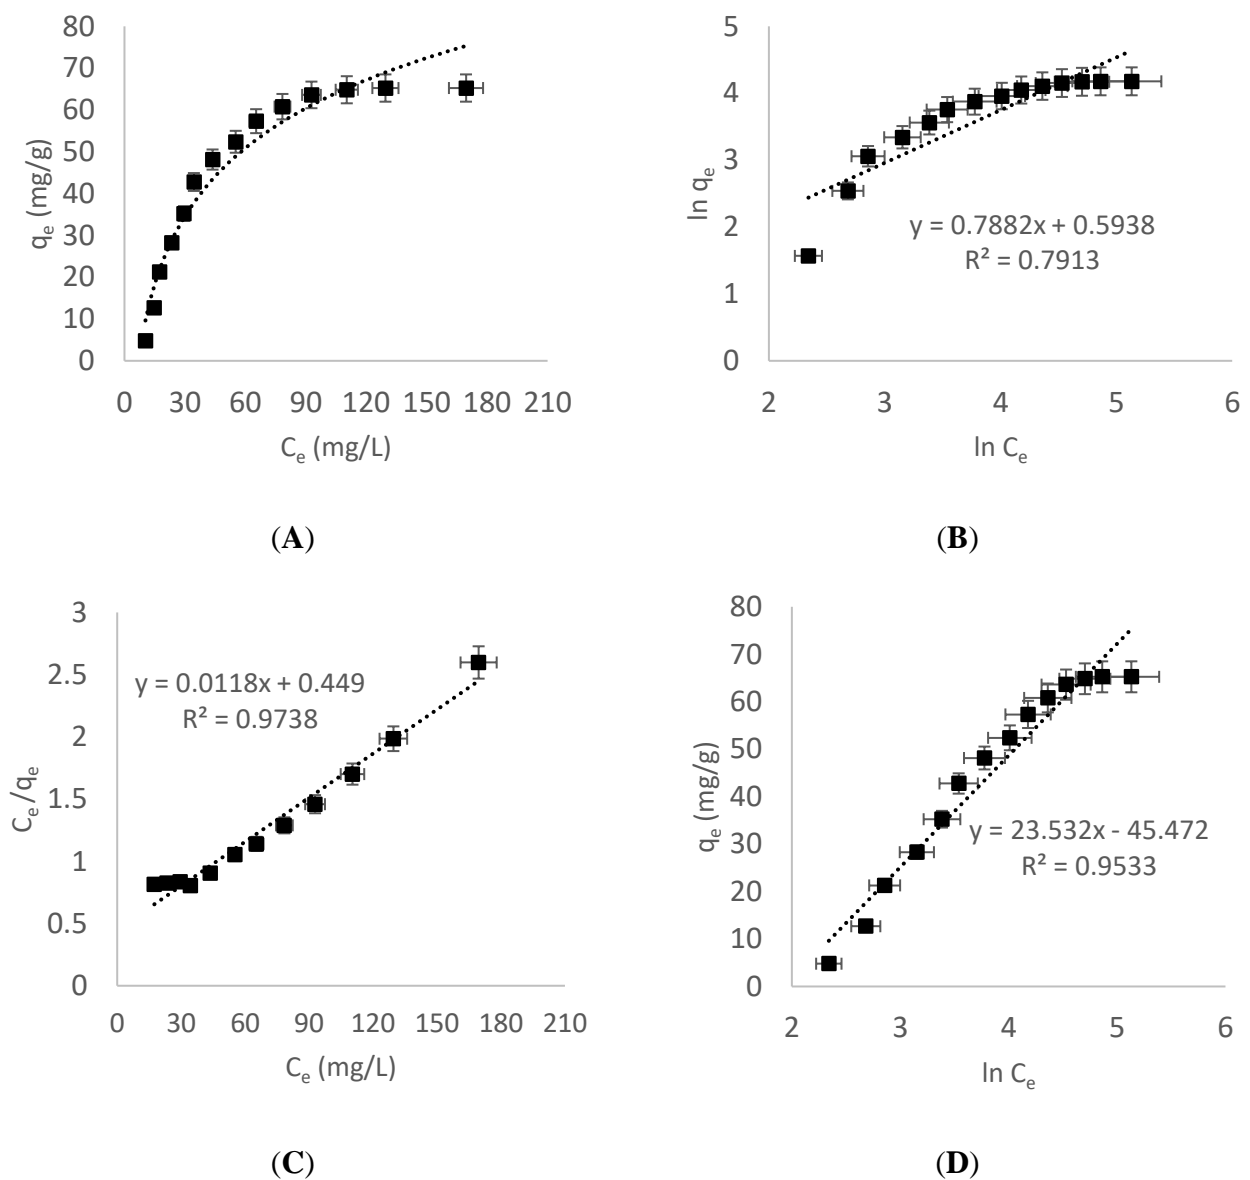 80
70
60
50
40
30
20
10
0
qe (mg/g)
0 30 60 90 120 150 180 210
Ce (mg/L)
(A)
5
4
3
2
1
0
ln qe
y = 0.7882x + 0.5938
R² = 0.7913
2 3 4 5 6
ln Ce
(B)
3
2.5
2
1.5
1
0.5
0
Ce/qe
y = 0.0118x + 0.449
R² = 0.9738
0 30 60 90 120 150 180 210
Ce (mg/L)
(C)
80
70
60
50
40
30
20
10
0
qe (mg/g)
y = 23.532x - 45.472
R² = 0.9533
2 3 4 5 6
ln Ce
(D)